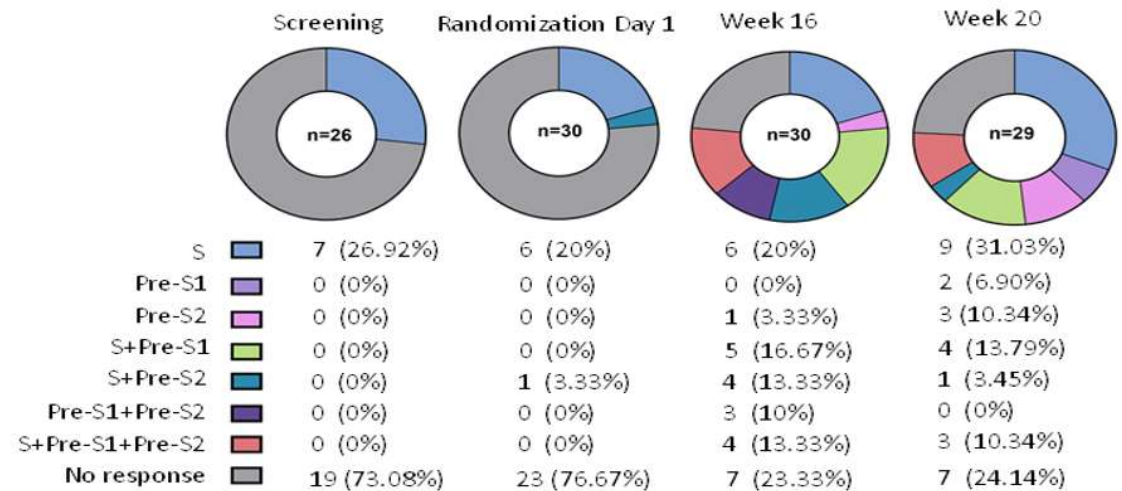 Screening Randomization Day 1 Week 16 Week 20
n=26 n=30 n=30 n=29
S 7 (26.92%) 6 (20%) 6 (20%) 9 (31.03%)
Pre-S1 0 (0%) 0 (0%) 0 (0%) 2 (6.90%)
Pre-S2 0 (0%) 0 (0%) 1 (3.33%) 3 (10.34%)
S+Pre-S1 0 (0%) 0 (0%) 5 (16.67%) 4 (13.79%)
S+Pre-S2 0 (0%) 1 (3.33%) 4 (13.33%) 1 (3.45%)
Pre-S1+Pre-S2 0 (0%) 0 (0%) 3 (10%) 0 (0%)
S+Pre-S1+Pre-S2 0 (0%) 0 (0%) 4 (13.33%) 3 (10.34%)
No response 19 (73.08%) 23 (76.67%) 7 (23.33%) 7 (24.14%)